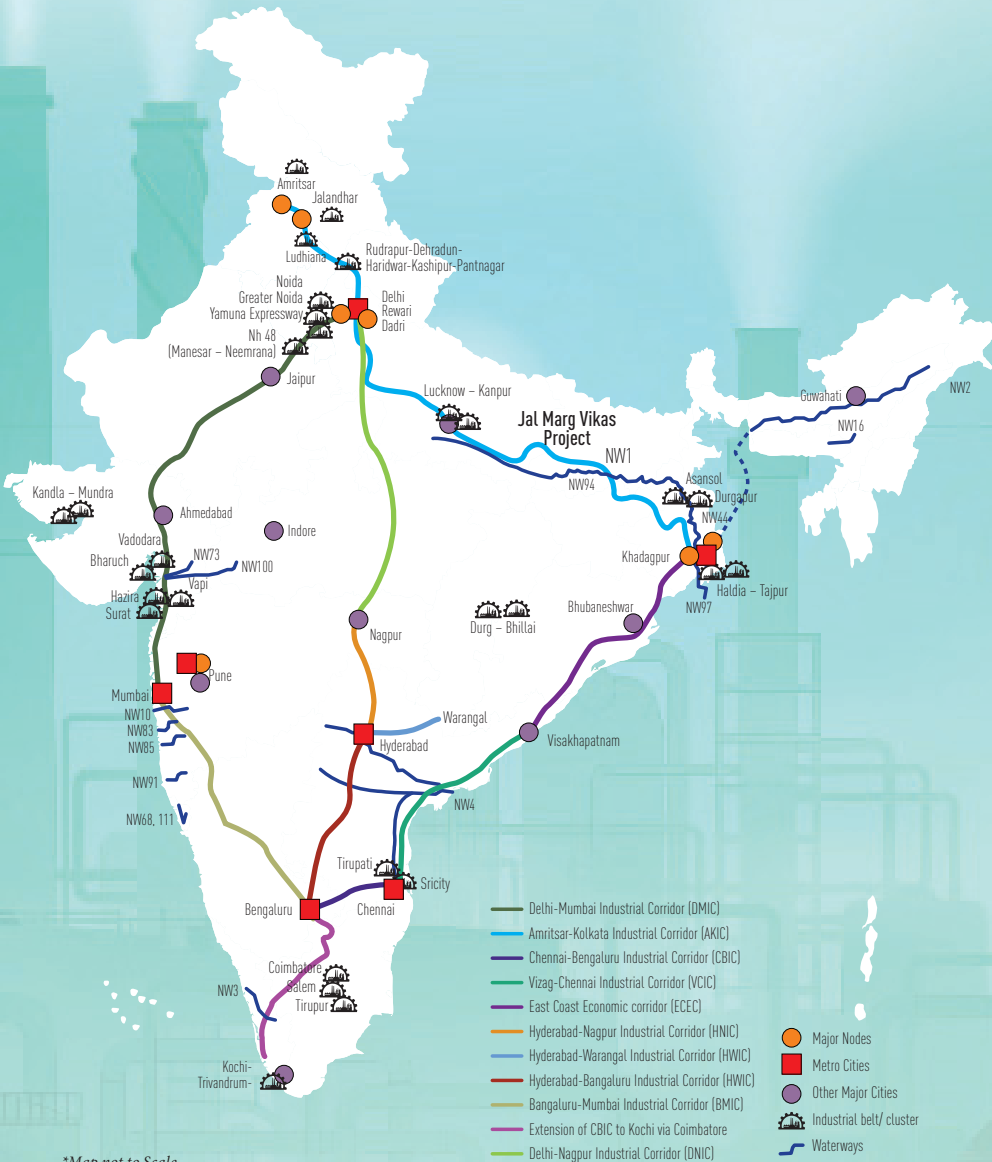 Amritsar
Jalandhar
Ludhiana
Rudrapur-Dehradun-
Haridwar-Kashipur-Pantnagar
Noida
Greater Noida
Yamuna Expressway
Delhi
Rewari
Dadri
Nh 48
(Manesar – Neemrana)
Jaipur
Lucknow – Kanpur
Jal Marg Vikas
Project
NW1
NW94
Guwahati
NW2
NW16
Asansol
Durgapur
NW44
Kandla – Mundra
Ahmedabad
Indore
Vadodara
Bharuch
NW73
NW100
Vapi
Hazira
Surat
Khadagpur
Haldia – Tajpur
NW97
Bhubaneshwar
Durg – Bhillai
Nagpur
Pune
Mumbai
NW10
NW83
NW85
NW91
NW68, 111
Warangal
Hyderabad
Visakhapatnam
NW4
Tirupati
Sricity
Bengaluru
Chennai
Coimbatore
Salem
Tirupur
NW3
Kochi-
Trivandrum-
Delhi-Mumbai Industrial Corridor (DMIC)
Amritsar-Kolkata Industrial Corridor (AKIC)
Chennai-Bengaluru Industrial Corridor (CBIC)
Vizag-Chennai Industrial Corridor (VCIC)
East Coast Economic corridor (ECEC)
Hyderabad-Nagpur Industrial Corridor (HNIC)
Hyderabad-Warangal Industrial Corridor (HWIC)
Hyderabad-Bangaluru Industrial Corridor (HWIC)
Bangaluru-Mumbai Industrial Corridor (BMIC)
Extension of CBIC to Kochi via Coimbatore
Delhi-Nagpur Industrial Corridor (DNIC)
Major Nodes
Metro Cities
Other Major Cities
Industrial belt/ cluster
Waterways
*Map not to Scale